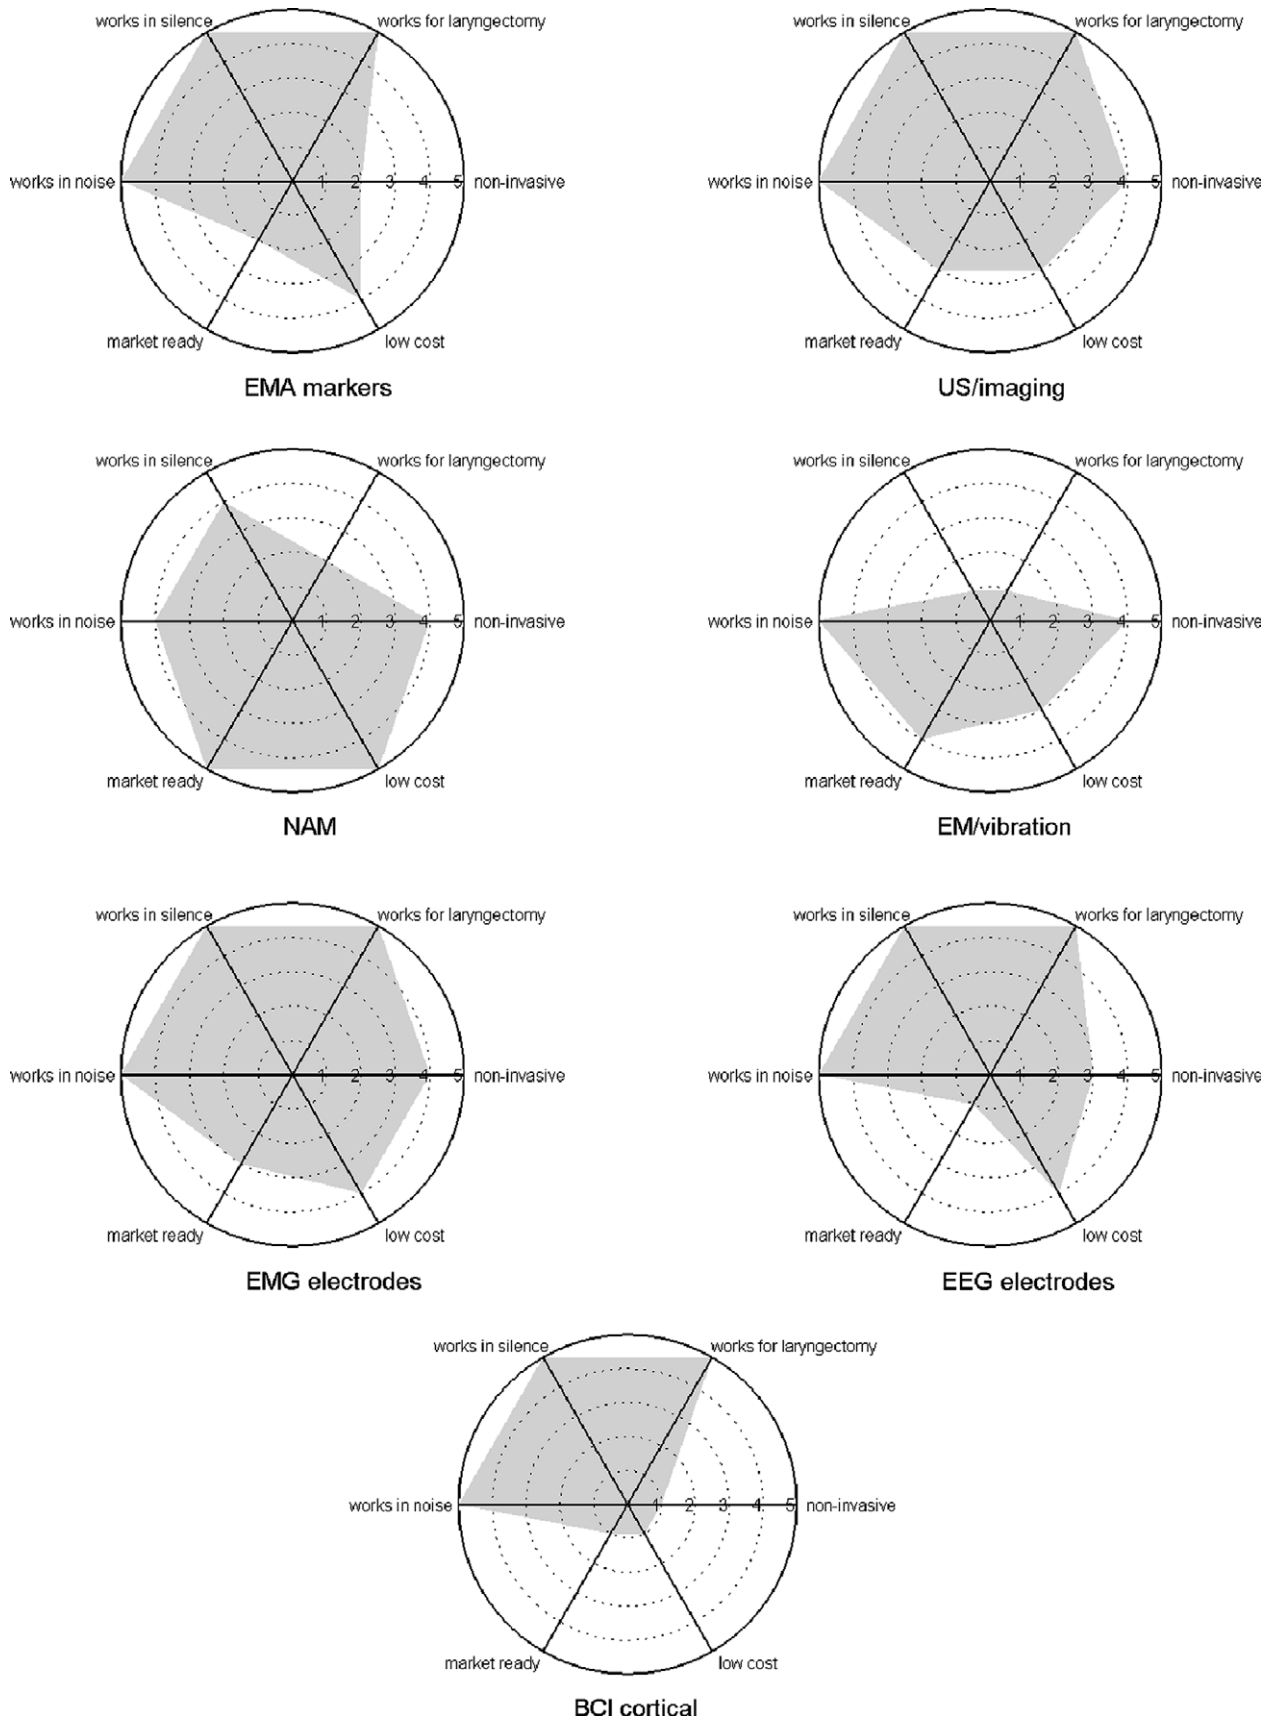 works in silence works for laryngectomy
works in noise 1 2 3 4 5 non-invasive
market ready low cost
EMA markers
works in silence works for laryngectomy
works in noise 1 2 3 4 5 non-invasive
market ready low cost
US/imaging
works in silence works for laryngectomy
works in noise 1 2 3 4 5 non-invasive
market ready low cost
NAM
works in silence works for laryngectomy
works in noise 1 2 3 4 5 non-invasive
market ready low cost
EM/vibration
works in silence works for laryngectomy
works in noise 1 2 3 4 5 non-invasive
market ready low cost
EMG electrodes
works in silence works for laryngectomy
works in noise 1 2 3 4 5 non-invasive
market ready low cost
EEG electrodes
works in silence works for laryngectomy
works in noise 1 2 3 4 5 non-invasive
market ready low cost
BCI cortical